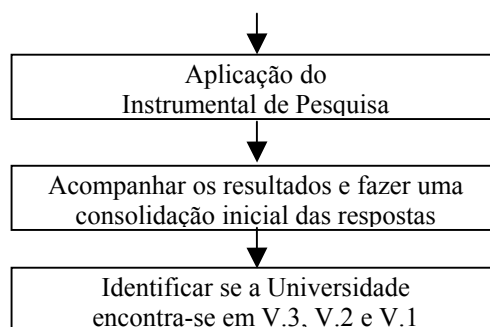 Aplicação do
Instrumental de Pesquisa
Acompanhar os resultados e fazer uma
consolidação inicial das respostas
Identificar se a Universidade
encontra-se em V.3, V.2 e V.1